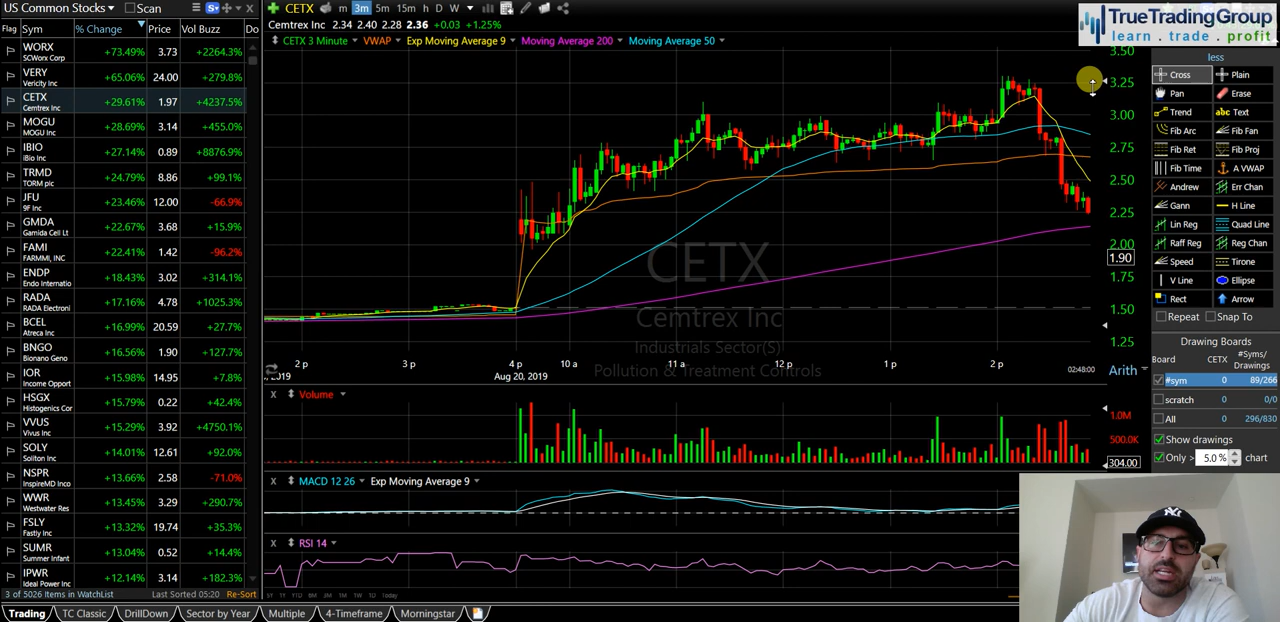 US Common Stocks Scan
Flag Sym % Change Price Vol Buzz Do
WORX +73.49% 3.73 +2264.3%
SCWorx Corp
VERY +65.06% 24.00 +279.8%
Vericity Inc
CETX +29.61% 1.97 +4237.5%
Cemtrex Inc
MOGU +28.69% 3.14 +455.0%
MOGU Inc
IBIO +27.14% 0.89 +8876.9%
iBio Inc
TRMD +24.79% 8.86 +99.1%
TORM plc
JFU +23.46% 12.00 -66.9%
9F Inc
GMDA +22.67% 3.68 +15.9%
Gamida Cell Ltd
FAMI +22.41% 1.42 -96.2%
FARMMI, INC
ENDP +18.43% 3.02 +314.1%
Endo Internatio
RADA +17.16% 4.78 +1025.3%
RADA Electroni
BCEL +16.99% 20.59 +27.7%
Atreca Inc
BNGO +16.56% 1.90 +127.7%
Bionano Geno
IOR +15.98% 14.95 +7.8%
Income Opport
HSGX +15.79% 0.22 +42.4%
Histogenics Cor
VVUS +15.29% 3.92 +4750.1%
Vivus Inc
SOLY +14.01% 12.61 +92.0%
Soliton Inc
NSPR +13.66% 2.58 -71.0%
InspireMD Inco
WWR +13.45% 3.29 +290.7%
Westwater Res
FSLY +13.32% 19.74 +35.3%
Fastly Inc
SUMR +13.04% 0.52 +14.4%
Summer Infant
IPWR +12.14% 3.14 +182.3%
Ideal Power Inc
3 of 5026 Items in WatchList Last Sorted 05:20 Re-Sort
Trading TC Classic DrillDown Sector by Year Multiple 4-Timeframe Morningstar
CETX m 3m 5m 15m h D W
Cemtrex Inc 2.34 2.40 2.28 2.36 +0.03 +1.25%
CETX 3 Minute VWAP Exp Moving Average 9 Moving Average 200 Moving Average 50
3.50
3.25
3.00
2.75
2.50
2.25
2.00
1.90
1.75
1.50
1.25
CETX
Cemtrex Inc
Industrials Sector(S)
Pollution & Treatment Controls
2 p 3 p 4 p 10 a 11 a 12 p 1 p 2 p 02:48:00
/2019 Aug 20, 2019
Arith
X Volume
1.0M
500.0K
304.00
X MACD 12 26 Exp Moving Average 9
X RSI 14
TrueTradingGroup
learn . trade . profit
less
Cross Plain
Pan Erase
Trend abc Text
Fib Arc Fib Fan
Fib Ret Fib Proj
Fib Time A VWAP
Andrew Err Chan
Gann H Line
Lin Reg Quad Line
Raff Reg Reg Chan
Speed Tirone
V Line Ellipse
Rect Arrow
Repeat Snap To
Drawing Boards
Board CETX #Syms/
Drawings
#sym 0 89/266
scratch 0 0/0
All 0 296/830
Show drawings
Only > 5.0 % chart
NY